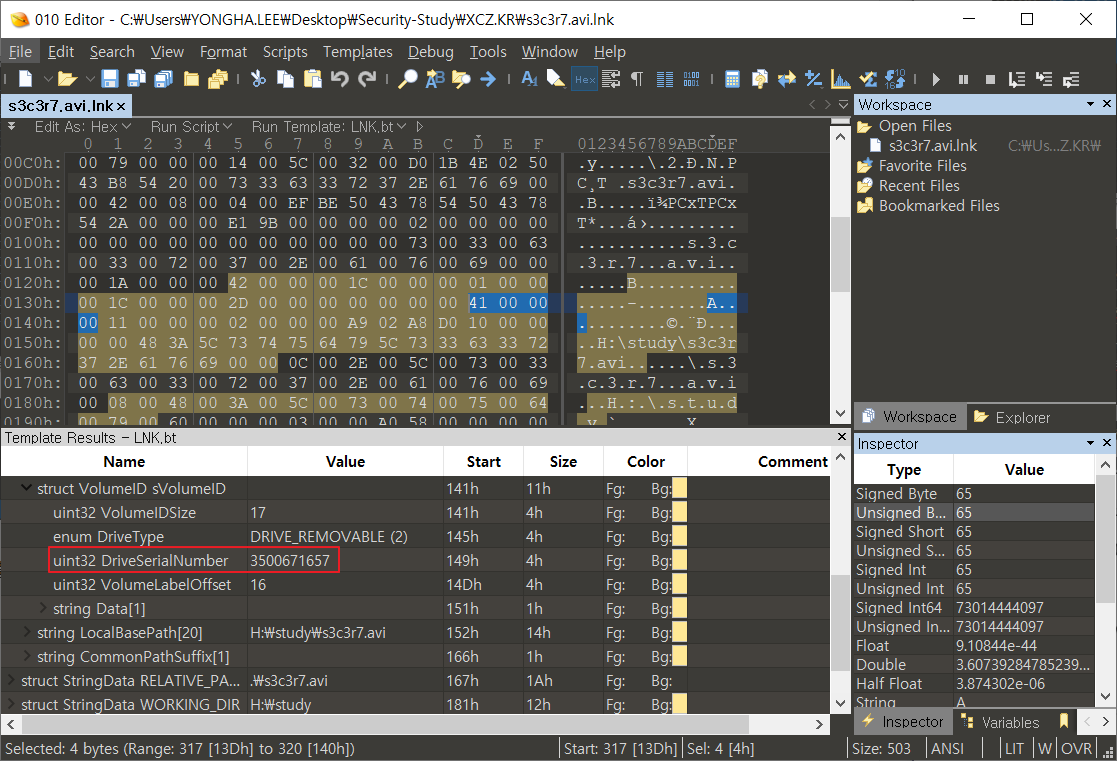 010 Editor - C:₩Users₩YONGHA.LEE₩Desktop₩Security-Study₩XCZ.KR₩s3c3r7.avi.lnk
File Edit Search View Format Scripts Templates Debug Tools Window Help
s3c3r7.avi.lnk ×
Edit As: Hex Run Script Run Template: LNK.bt
0 1 2 3 4 5 6 7 8 9 A B C D E F 0123456789ABCDEF
00C0h: 00 79 00 00 00 14 00 5C 00 32 00 D0 1B 4E 02 50 .y.....\.2.Ð.N.P
00D0h: 43 B8 54 20 00 73 33 63 33 72 37 2E 61 76 69 00 C¸T .s3c3r7.avi.
00E0h: 00 42 00 08 00 04 00 EF BE 50 43 78 54 50 43 78 .B.....ï¾PCxTPCx
00F0h: 54 2A 00 00 00 E1 9B 00 00 00 00 02 00 00 00 00 T*...á›.........
0100h: 00 00 00 00 00 00 00 00 00 00 00 73 00 33 00 63 ...........s.3.c
0110h: 00 33 00 72 00 37 00 2E 00 61 00 76 00 69 00 00 .3.r.7...a.v.i..
0120h: 00 1A 00 00 00 42 00 00 00 1C 00 00 00 01 00 00 .....B..........
0130h: 00 1C 00 00 00 2D 00 00 00 00 00 00 00 41 00 00 .....-.......A..
0140h: 00 11 00 00 00 02 00 00 00 A9 02 A8 D0 10 00 00 .........©.¨Ð...
0150h: 00 00 48 3A 5C 73 74 75 64 79 5C 73 33 63 33 72 ..H:\study\s3c3r
0160h: 37 2E 61 76 69 00 00 0C 00 2E 00 5C 00 73 00 33 7.avi......\.s.3
0170h: 00 63 00 33 00 72 00 37 00 2E 00 61 00 76 00 69 .c.3.r.7...a.v.i
0180h: 00 08 00 48 00 3A 00 5C 00 73 00 74 00 75 00 64 ...H.:.\.s.t.u.d
Workspace
Open Files
s3c3r7.avi.lnk C:₩Us...Z.KR₩
Favorite Files
Recent Files
Bookmarked Files
Workspace Explorer
Template Results - LNK.bt
Name Value Start Size Color Comment
struct VolumeID sVolumeID 141h 11h Fg: Bg:
uint32 VolumeIDSize 17 141h 4h Fg: Bg:
enum DriveType DRIVE_REMOVABLE (2) 145h 4h Fg: Bg:
uint32 DriveSerialNumber 3500671657 149h 4h Fg: Bg:
uint32 VolumeLabelOffset 16 14Dh 4h Fg: Bg:
string Data[1] 151h 1h Fg: Bg:
string LocalBasePath[20] H:₩study₩s3c3r7.avi 152h 14h Fg: Bg:
string CommonPathSuffix[1] 166h 1h Fg: Bg:
struct StringData RELATIVE_PA... .₩s3c3r7.avi 167h 1Ah Fg: Bg:
struct StringData WORKING_DIR H:₩study 181h 12h Fg: Bg:
Inspector
Type Value
Signed Byte 65
Unsigned B... 65
Signed Short 65
Unsigned S... 65
Signed Int 65
Unsigned Int 65
Signed Int64 73014444097
Unsigned In... 73014444097
Float 9.10844e-44
Double 3.60739284785239...
Half Float 3.874302e-06
String A
Inspector Variables
Selected: 4 bytes (Range: 317 [13Dh] to 320 [140h]) Start: 317 [13Dh] Sel: 4 [4h] Size: 503 ANSI LIT W OVR